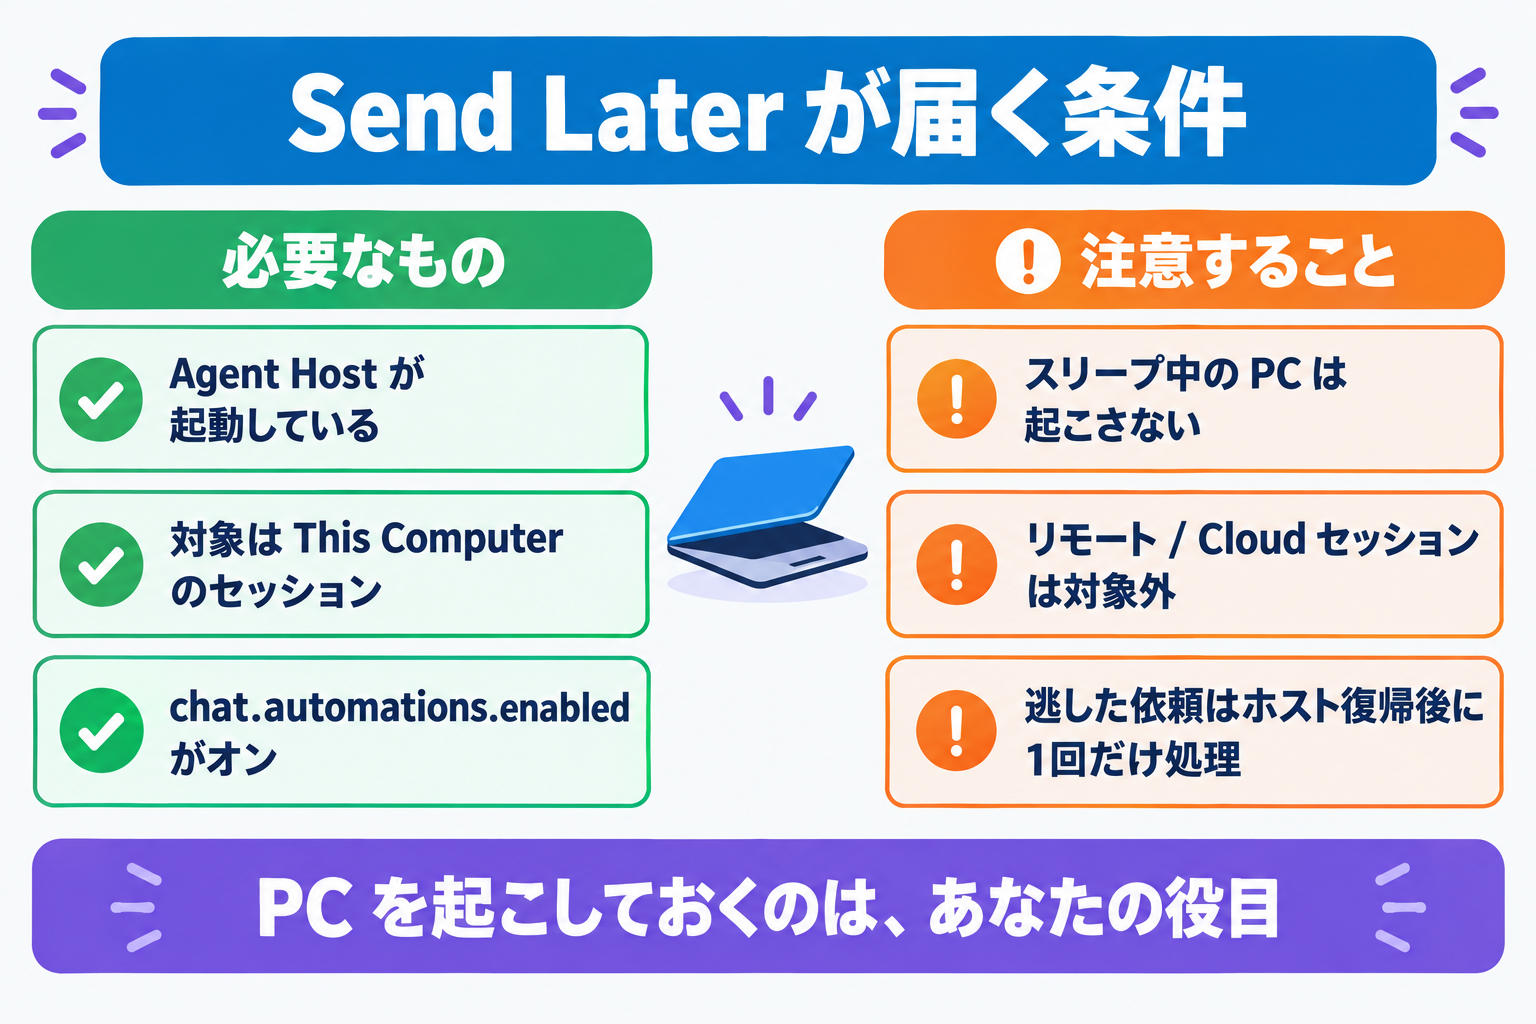 Send Later が届く条件
必要なもの
Agent Host が
起動している
対象は This Computer
のセッション
chat.automations.enabled
がオン
注意すること
スリープ中の PC は
起こさない
リモート / Cloud セッション
は対象外
逃した依頼はホスト復帰後に
1回だけ処理
PC を起こしておくのは、あなたの役目